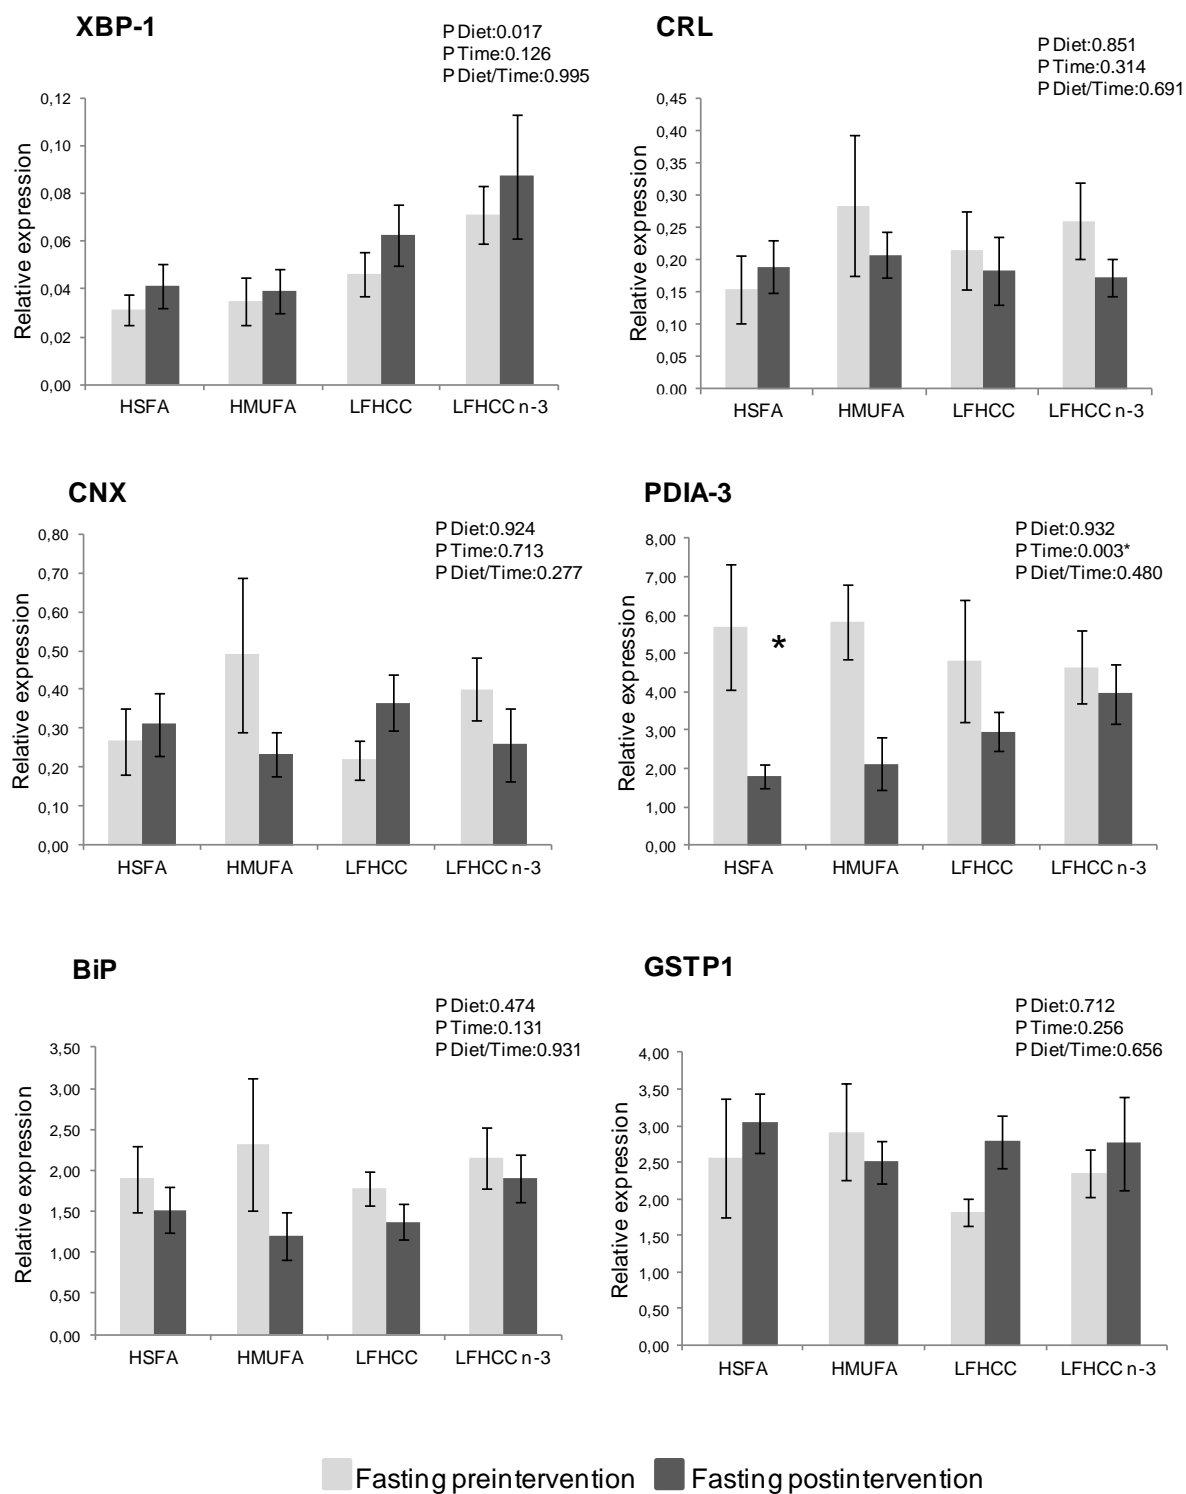 XBP-1
P Diet:0.017
P Time:0.126
P Diet/Time:0.995
Relative expression
0,12
0,10
0,08
0,06
0,04
0,02
0,00
HSFA HMUFA LFHCC LFHCC n-3
CRL
P Diet:0.851
P Time:0.314
P Diet/Time:0.691
Relative expression
0,45
0,40
0,35
0,30
0,25
0,20
0,15
0,10
0,05
0.00
HSFA HMUFA LFHCC LFHCC n-3
CNX
P Diet:0.924
P Time:0.713
P Diet/Time:0.277
Relative expression
0,80
0,70
0,60
0,50
0,40
0,30
0,20
0,10
0,00
HSFA HMUFA LFHCC LFHCC n-3
PDIA-3
P Diet:0.932
P Time:0.003*
P Diet/Time:0.480
Relative expression
8,00
7,00
6,00
5,00
4,00
3,00
2,00
1,00
0,00
*
HSFA HMUFA LFHCC LFHCC n-3
BiP
P Diet:0.474
P Time:0.131
P Diet/Time:0.931
Relative expression
3,50
3,00
2,50
2,00
1,50
1,00
0,50
0,00
HSFA HMUFA LFHCC LFHCC n-3
GSTP1
P Diet:0.712
P Time:0.256
P Diet/Time:0.656
Relative expression
4,00
3,50
3,00
2,50
2,00
1,50
1,00
0,50
0,00
HSFA HMUFA LFHCC LFHCC n-3
Fasting preintervention Fasting postintervention